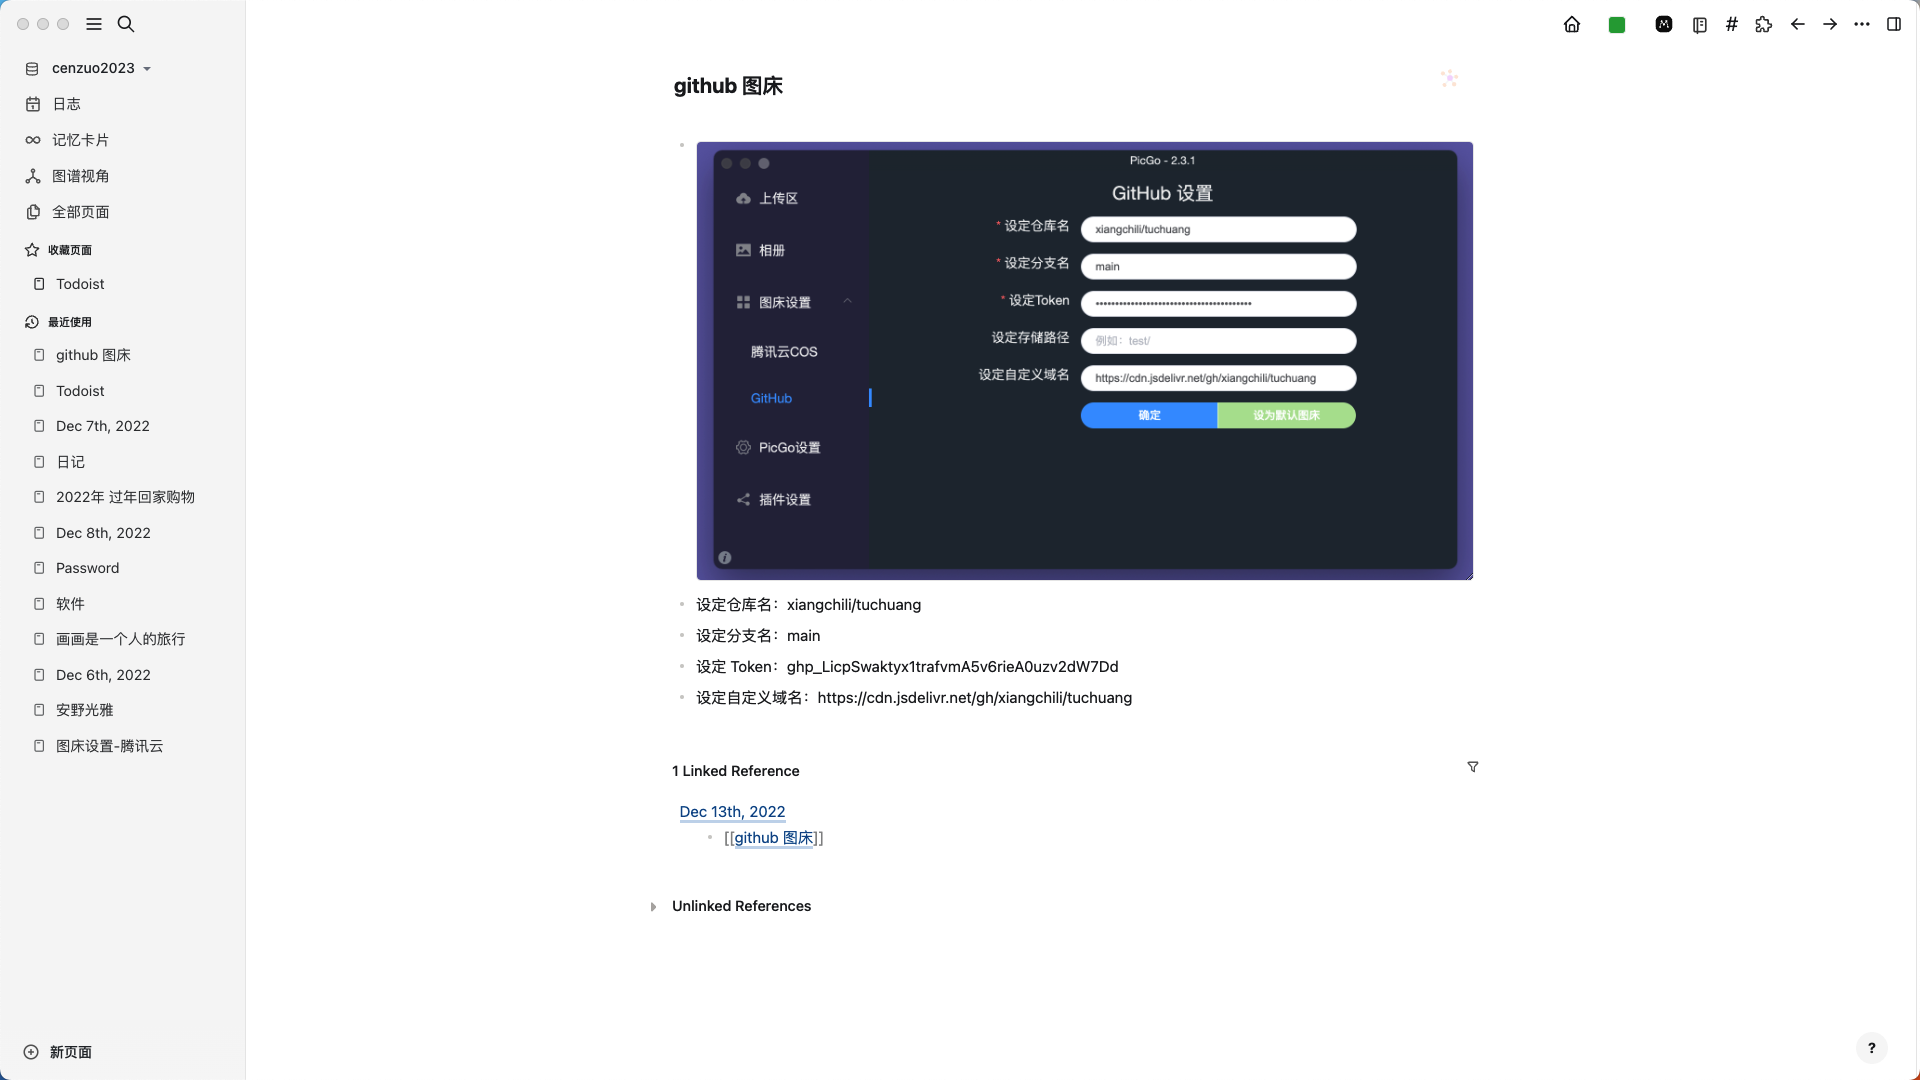 cenzuo2023
日志
记忆卡片
图谱视角
全部页面
收藏页面
Todoist
最近使用
github 图床
Todoist
Dec 7th, 2022
日记
2022年 过年回家购物
Dec 8th, 2022
Password
软件
画画是一个人的旅行
Dec 6th, 2022
安野光雅
图床设置-腾讯云
新页面
github 图床
PicGo - 2.3.1
上传区
相册
图床设置
腾讯云COS
GitHub
PicGo设置
插件设置
GitHub 设置
* 设定仓库名 xiangchili/tuchuang
* 设定分支名 main
* 设定Token ••••••••••••••••••••••••••••••••••••••••
设定存储路径 例如：test/
设定自定义域名 https://cdn.jsdelivr.net/gh/xiangchili/tuchuang
确定 设为默认图床
设定仓库名：xiangchili/tuchuang
设定分支名：main
设定 Token：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
设定自定义域名：https://cdn.jsdelivr.net/gh/xiangchili/tuchuang
1 Linked Reference
Dec 13th, 2022
[[github 图床]]
Unlinked References
?